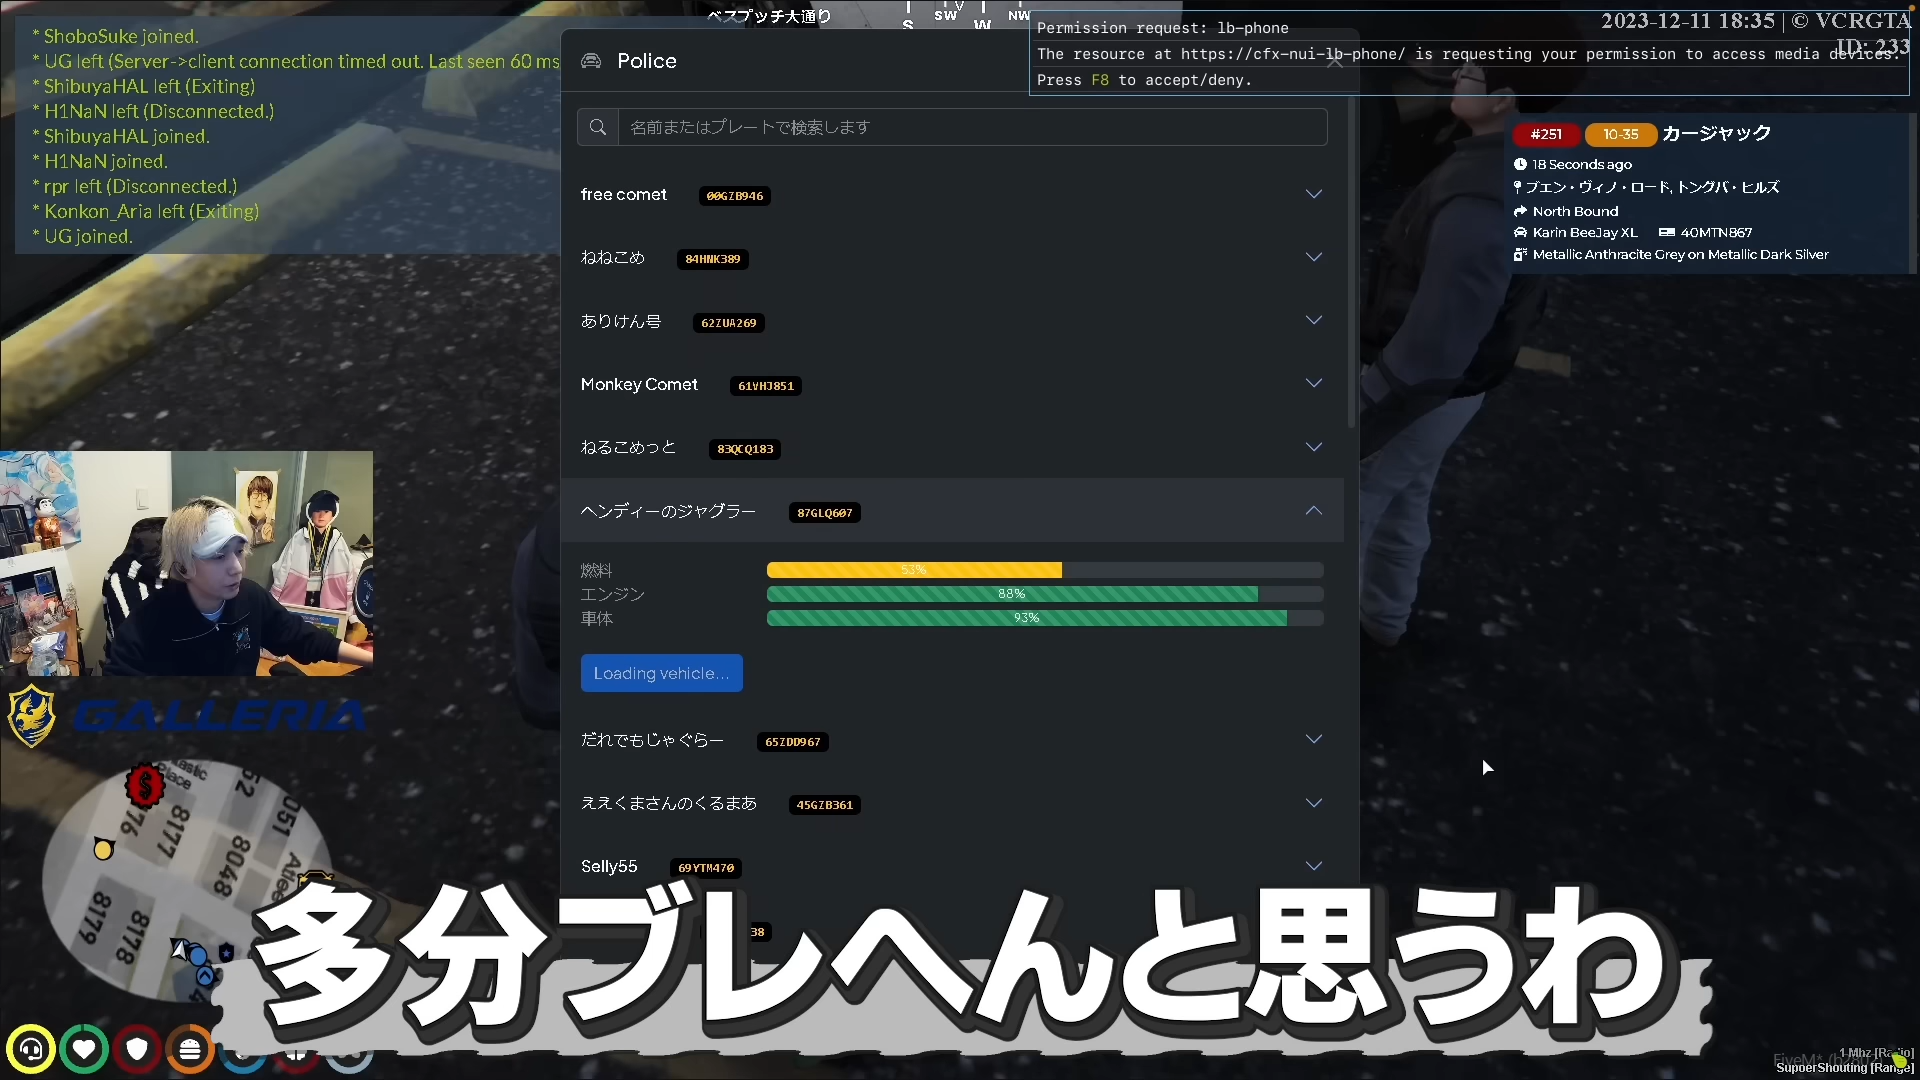 * ShoboSuke joined.
* UG left (Server->client connection timed out. Last seen 60 ms
* ShibuyaHAL left (Exiting)
* H1NaN left (Disconnected.)
* ShibuyaHAL joined.
* H1NaN joined.
* rpr left (Disconnected.)
* Konkon_Aria left (Exiting)
* UG joined.
ベスプッチ大通り
S SW W NW
Permission request: lb-phone
The resource at https://cfx-nui-lb-phone/ is requesting your permission to access media devices.
Press F8 to accept/deny.
2023-12-11 18:35 | © VCRGTA
ID: 233
#251 10-35 カージャック
18 Seconds ago
ブエン・ヴィノ・ロード, トングバ・ヒルズ
North Bound
Karin BeeJay XL 40MTN867
Metallic Anthracite Grey on Metallic Dark Silver
Police
名前またはプレートで検索します
free comet 00GZB946
ねねこめ 84HNK389
ありけん号 62ZUA269
Monkey Comet 61VHJ851
ねるこめっと 83QCQ183
ヘンディーのジャグラー 87GLQ607
燃料 53%
エンジン 88%
車体 93%
Loading vehicle...
だれでもじゃぐらー 65ZDD967
ええくまさんのくるまあ 45GZB361
Selly55 69YTM470
38
GALLERIA
8177
8048
8179
8178
多分ブレへんと思うわ
1 Mhz [Radio]
SupoerShouting [Range]